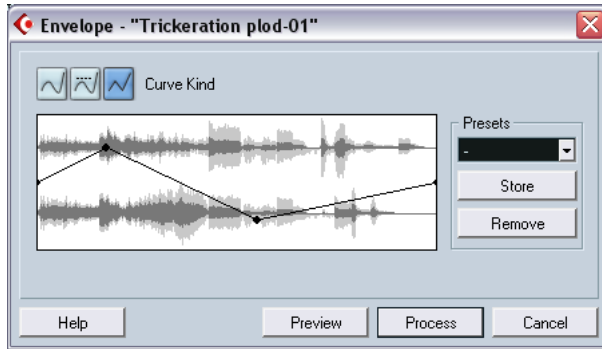 Envelope - "Trickeration plod-01"
Curve Kind
Presets
-
Store
Remove
Help
Preview
Process
Cancel